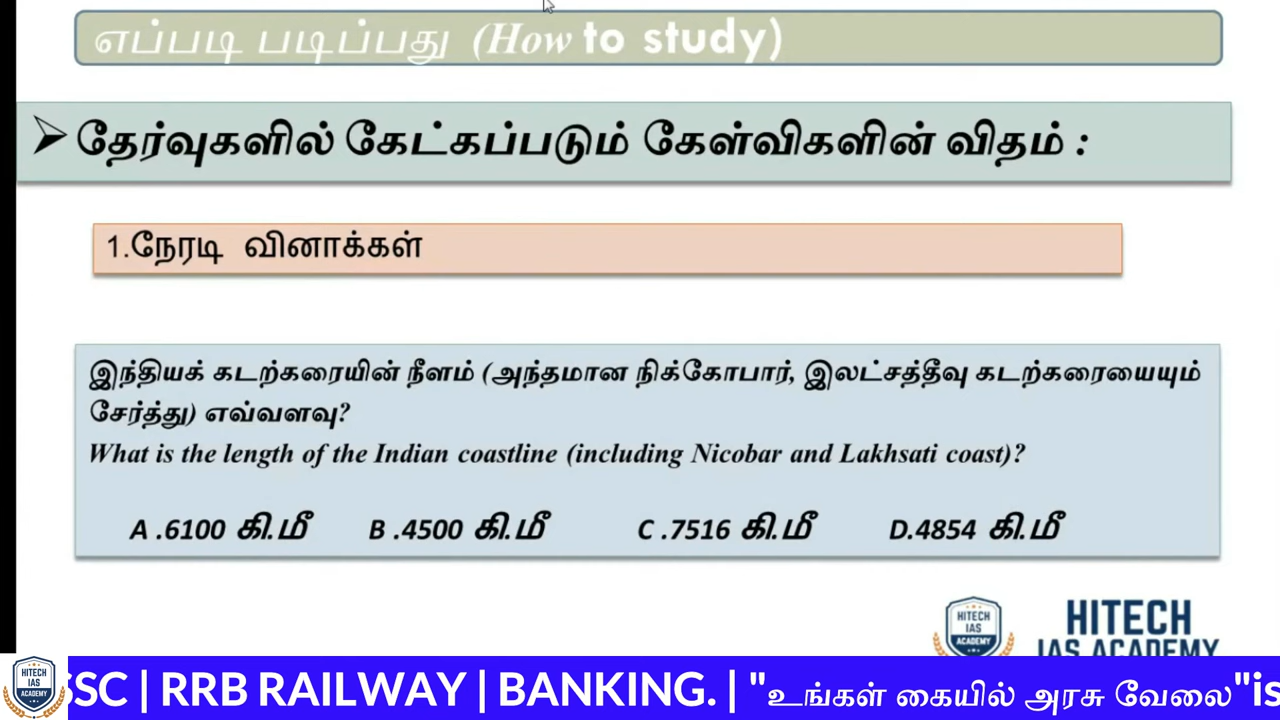 எப்படி படிப்பது (How to study)
➢தேர்வுகளில் கேட்கப்படும் கேள்விகளின் விதம் :
1.நேரடி வினாக்கள்
இந்தியக் கடற்கரையின் நீளம் (அந்தமான நிக்கோபார், இலட்சத்தீவு கடற்கரையையும்
சேர்த்து) எவ்வளவு?
What is the length of the Indian coastline (including Nicobar and Lakhsati coast)?
A .6100 கி.மீ B .4500 கி.மீ C .7516 கி.மீ D.4854 கி.மீ
HITECH
IAS
ACADEMY
HITECH
IAS ACADEMY
HITECH
IAS
ACADEMY
SSC | RRB RAILWAY | BANKING. | "உங்கள் கையில் அரசு வேலை"is